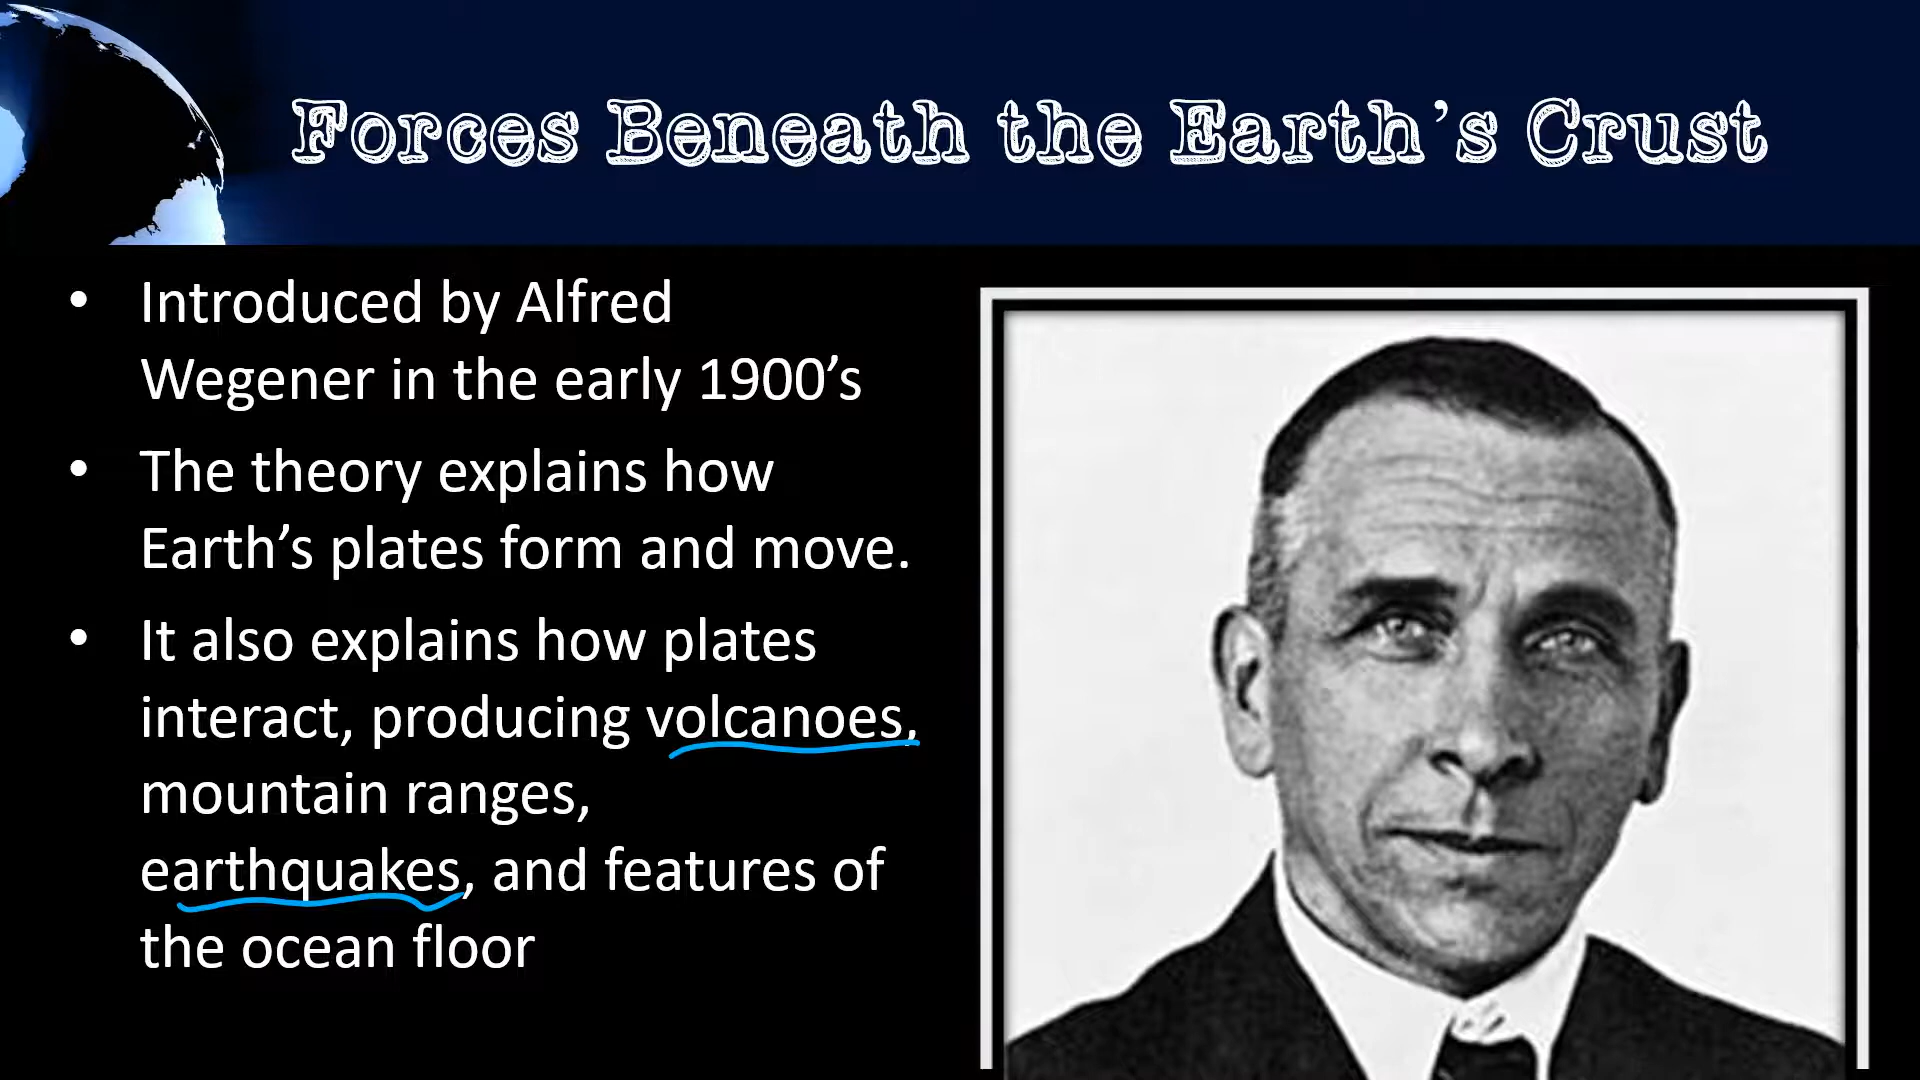 Forces Beneath the Earth’s Crust
• Introduced by Alfred
Wegener in the early 1900’s
• The theory explains how
Earth’s plates form and move.
• It also explains how plates
interact, producing volcanoes,
mountain ranges,
earthquakes, and features of
the ocean floor